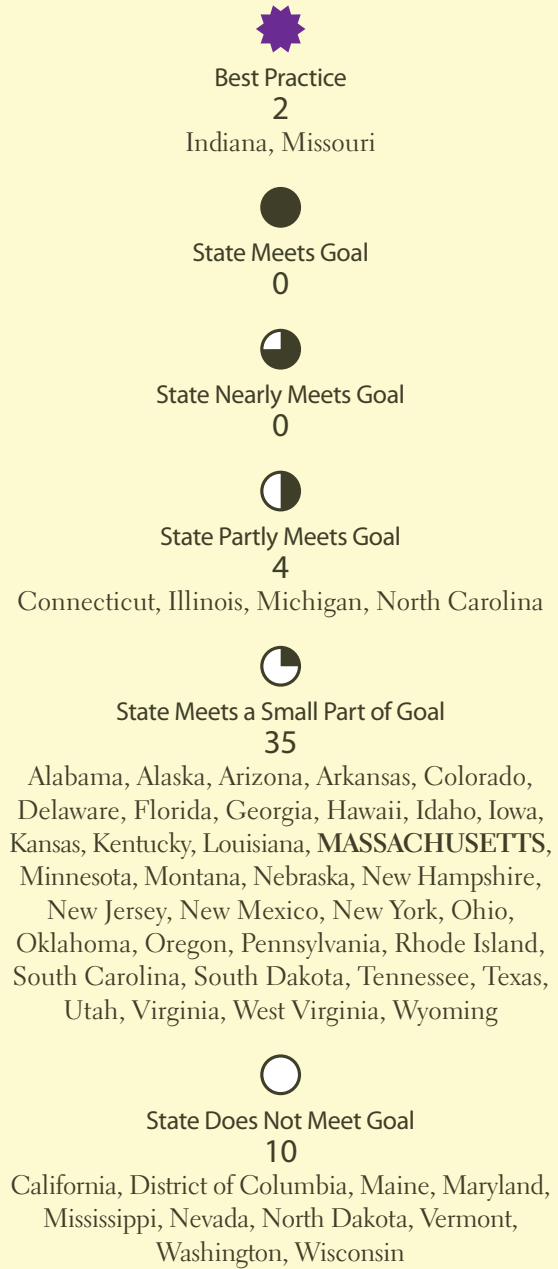 Best Practice
2
Indiana, Missouri
State Meets Goal
0
State Nearly Meets Goal
0
State Partly Meets Goal
4
Connecticut, Illinois, Michigan, North Carolina
State Meets a Small Part of Goal
35
Alabama, Alaska, Arizona, Arkansas, Colorado,
Delaware, Florida, Georgia, Hawaii, Idaho, Iowa,
Kansas, Kentucky, Louisiana, MASSACHUSETTS,
Minnesota, Montana, Nebraska, New Hampshire,
New Jersey, New Mexico, New York, Ohio,
Oklahoma, Oregon, Pennsylvania, Rhode Island,
South Carolina, South Dakota, Tennessee, Texas,
Utah, Virginia, West Virginia, Wyoming
State Does Not Meet Goal
10
California, District of Columbia, Maine, Maryland,
Mississippi, Nevada, North Dakota, Vermont,
Washington, Wisconsin